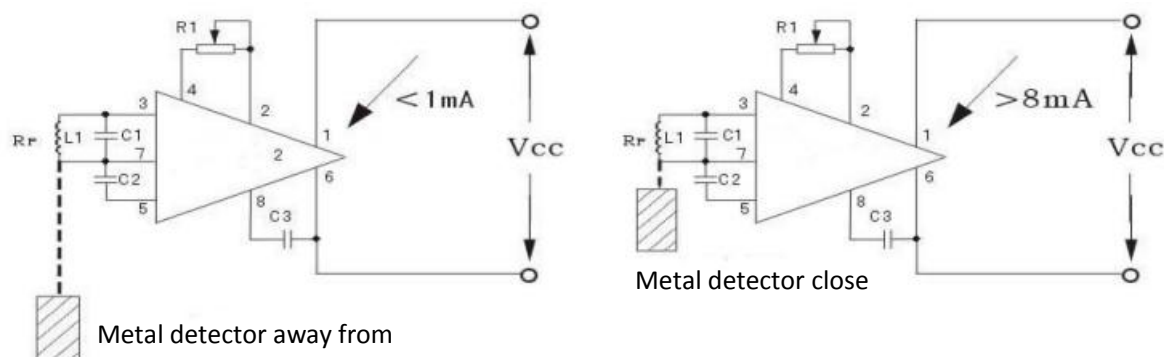 R1
4
2
3
Rr
L1
C1
7
C2
5
2
8
C3
1
6
<1mA
Vcc
Metal detector away from
R1
4
2
3
Rr
L1
C1
7
C2
5
8
C3
1
6
>8mA
Vcc
Metal detector close